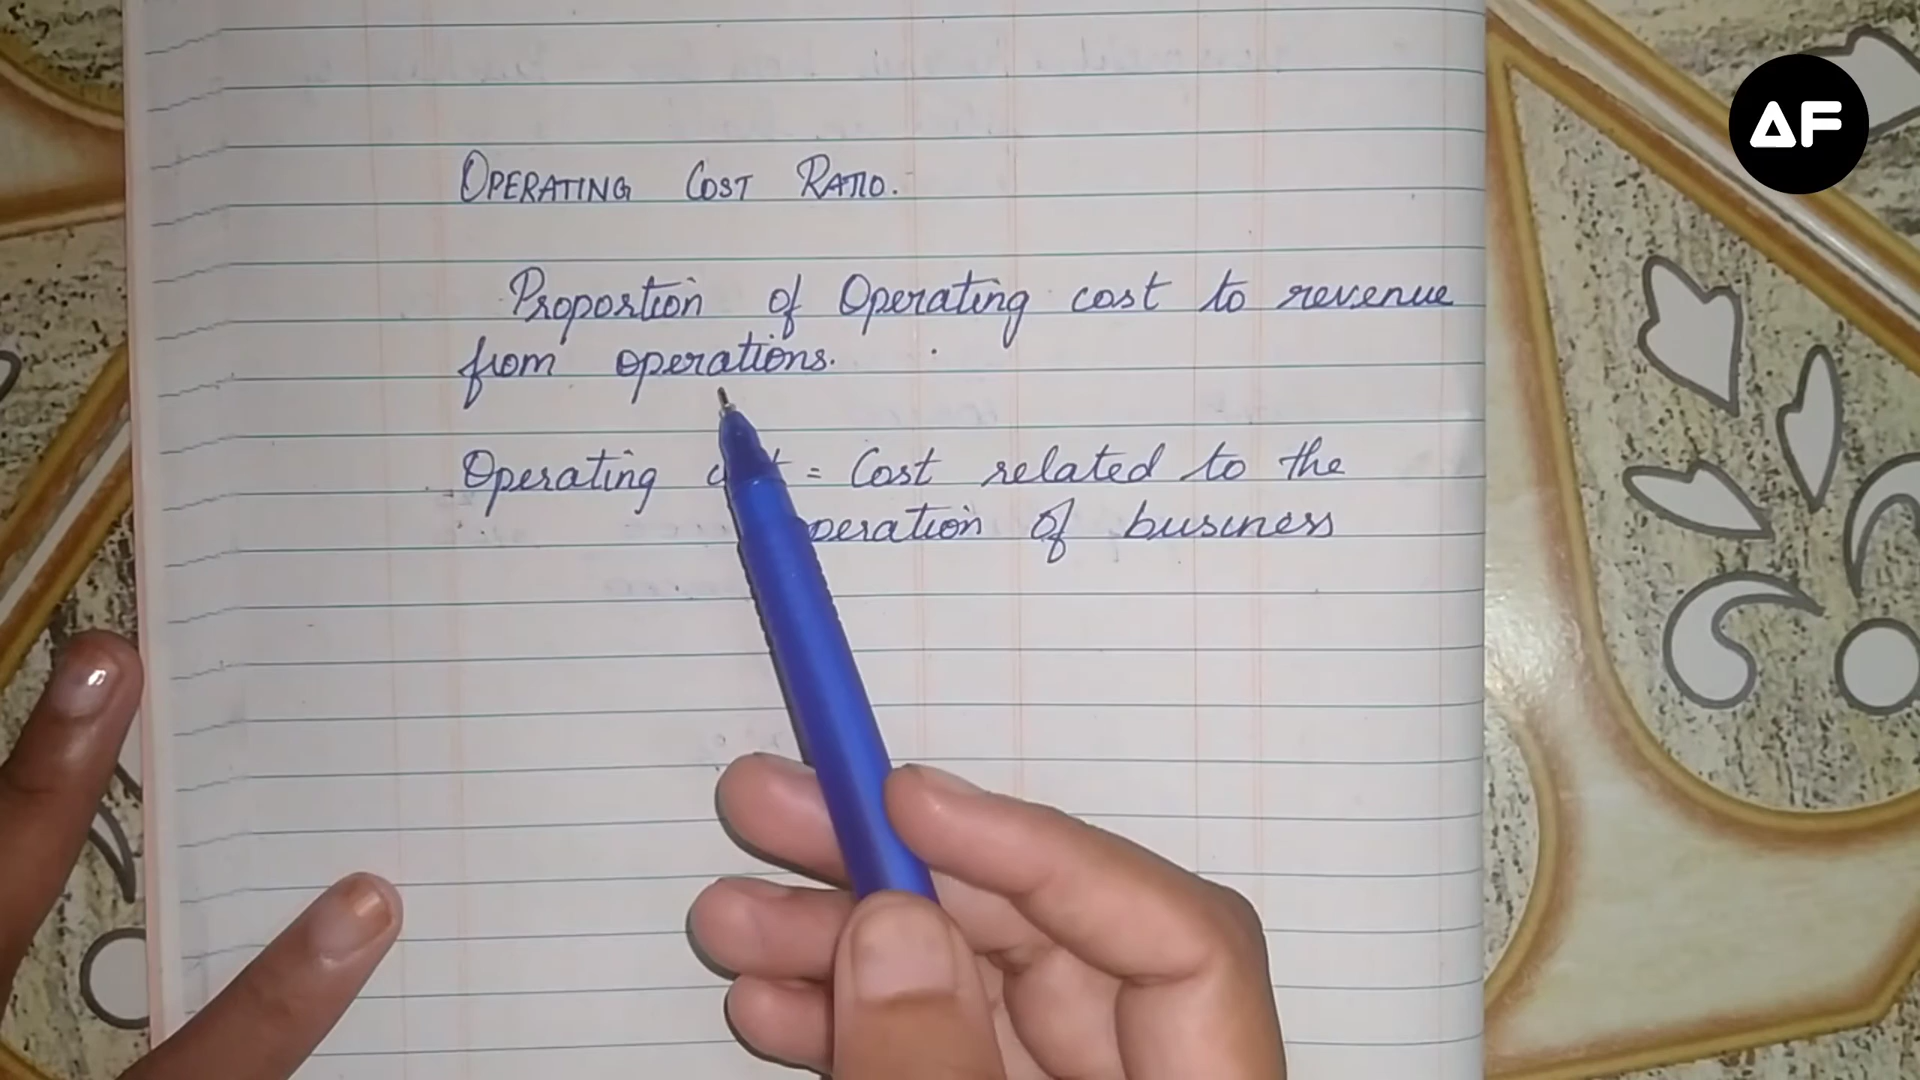 OPERATING COST RATIO.
Proportion of Operating cost to revenue
from operations.
Operating = Cost related to the
peration of business
AF